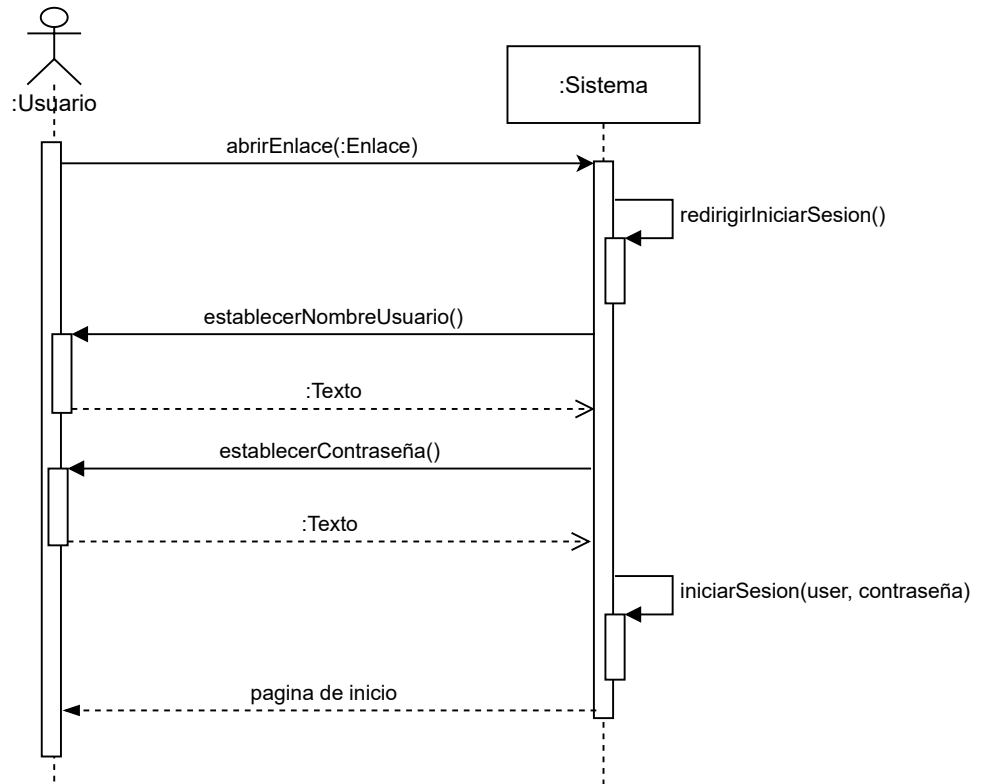 :Usuario
:Sistema
abrirEnlace(:Enlace)
redirigirIniciarSesion()
establecerNombreUsuario()
:Texto
establecerContraseña()
:Texto
iniciarSesion(user, contraseña)
pagina de inicio